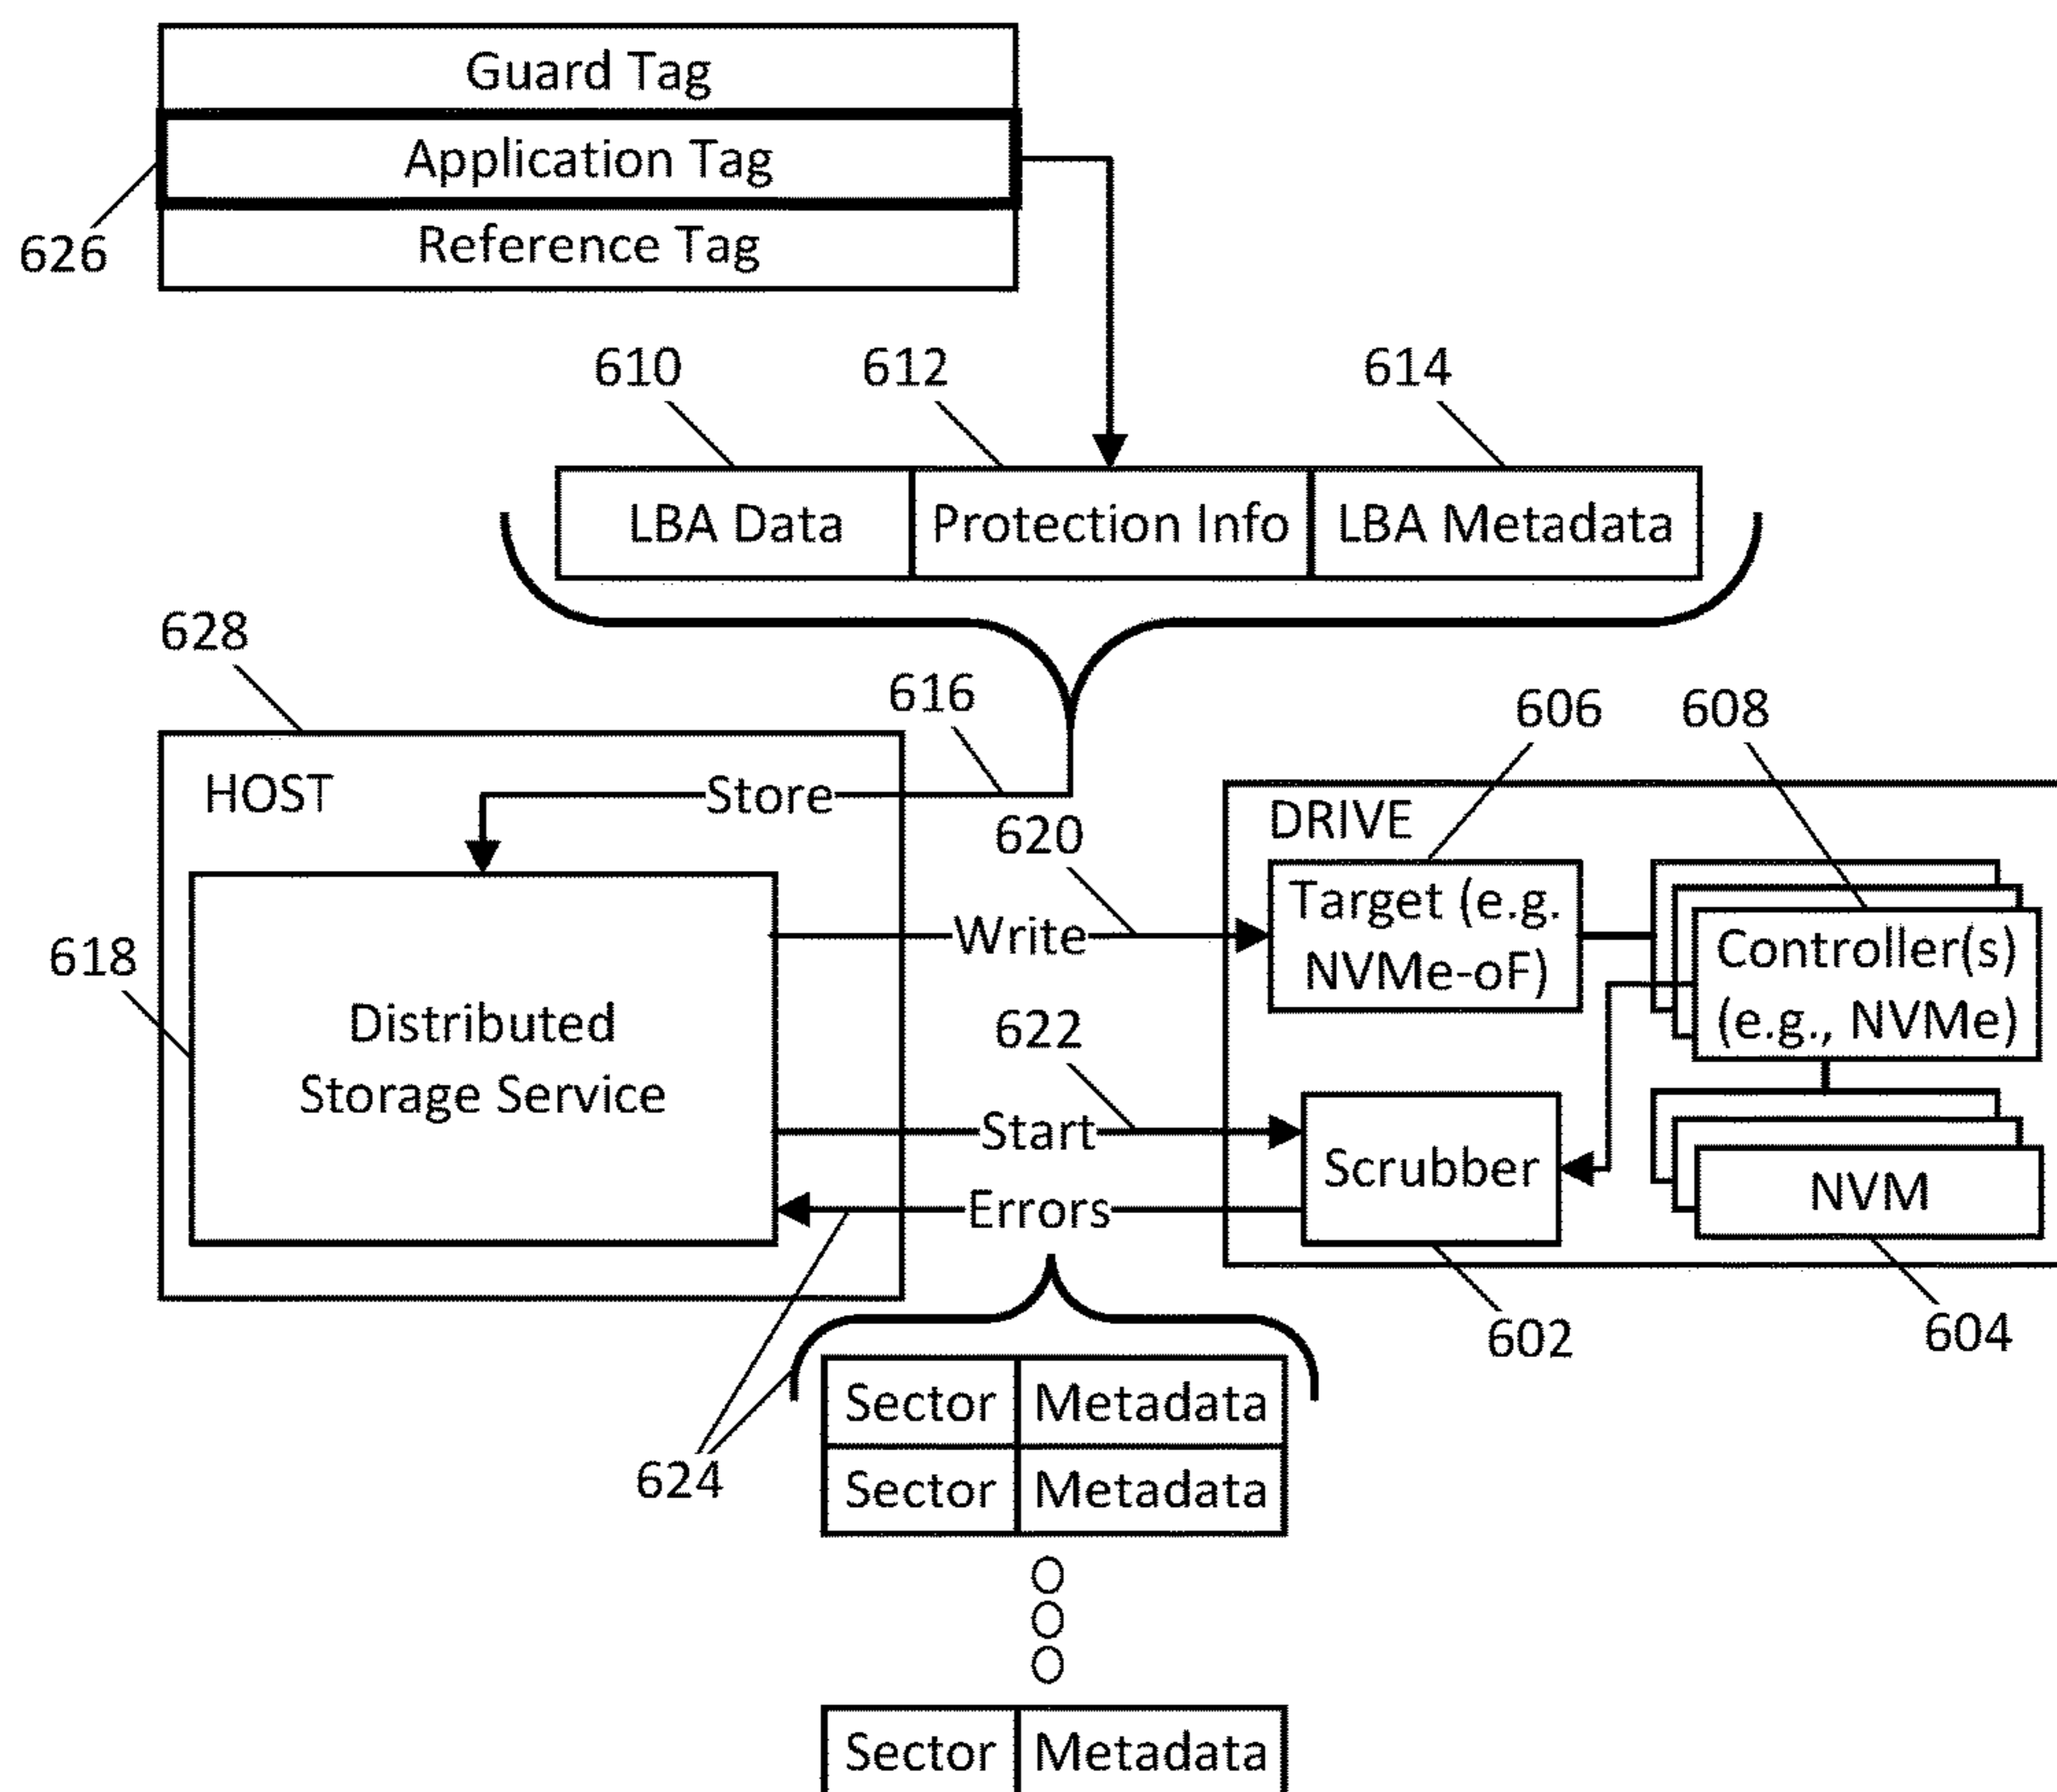 Guard Tag
Application Tag
Reference Tag
626
610
612
614
LBA Data
Protection Info
LBA Metadata
628
616
606
608
HOST
Store
620
DRIVE
Target (e.g.
NVMe-oF)
Write
Controller(s)
(e.g., NVMe)
618
Distributed
Storage Service
622
Start
Scrubber
NVM
Errors
602
604
Sector
Metadata
Sector
Metadata
624
Sector
Metadata